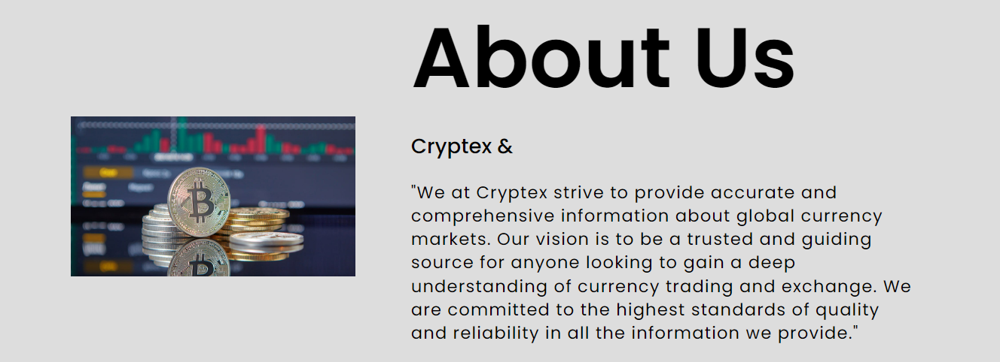 About Us
Cryptex &
"We at Cryptex strive to provide accurate and
comprehensive information about global currency
markets. Our vision is to be a trusted and guiding
source for anyone looking to gain a deep
understanding of currency trading and exchange. We
are committed to the highest standards of quality
and reliability in all the information we provide."